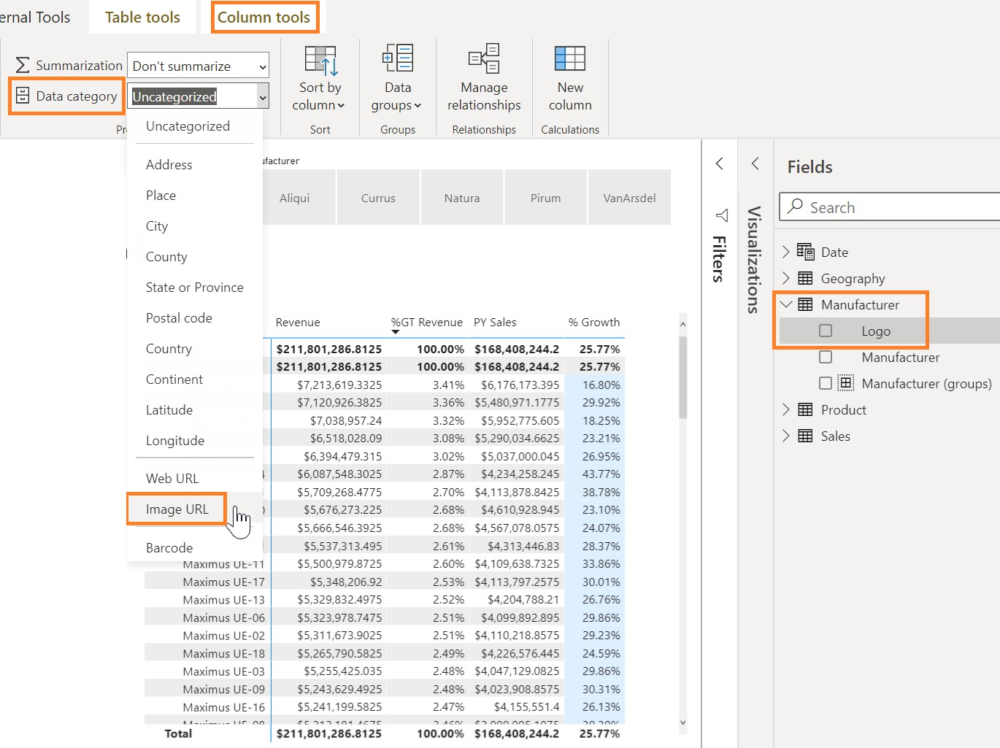 ernal Tools Table tools Column tools
Summarization Don't summarize
Data category Uncategorized
Sort by column
Data groups
Manage relationships
New column
Sort Groups Relationships Calculations
Uncategorized
Address
Place
City
County
State or Province
Postal code
Country
Continent
Latitude
Longitude
Web URL
Image URL
Barcode
Aliqui Currus Natura Pirum VanArsdel
Revenue %GT Revenue PY Sales % Growth
$211,801,286.8125 100.00% $168,408,244.2 25.77%
$211,801,286.8125 100.00% $168,408,244.2 25.77%
$7,213,619.3325 3.41% $6,176,173.395 16.80%
$7,120,926.3825 3.36% $5,480,971.1775 29.92%
$7,038,957.24 3.32% $5,952,775.605 18.25%
$6,518,028.09 3.08% $5,290,034.6625 23.21%
$6,394,479.315 3.02% $5,037,000.045 26.95%
$6,087,548.3025 2.87% $4,234,258.245 43.77%
$5,709,268.4775 2.70% $4,113,878.8425 38.78%
$5,676,273.225 2.68% $4,610,928.945 23.10%
$5,666,546.3925 2.68% $4,567,078.0575 24.07%
$5,537,313.495 2.61% $4,313,446.83 28.37%
Maximus UE-11 $5,500,979.8725 2.60% $4,109,638.7325 33.86%
Maximus UE-17 $5,348,206.92 2.53% $4,113,797.2575 30.01%
Maximus UE-13 $5,329,832.4975 2.52% $4,204,788.21 26.76%
Maximus UE-06 $5,323,978.7475 2.51% $4,099,892.895 29.86%
Maximus UE-02 $5,311,673.9025 2.51% $4,110,218.8575 29.23%
Maximus UE-18 $5,265,790.5825 2.49% $4,226,576.445 24.59%
Maximus UE-03 $5,255,425.035 2.48% $4,047,129.0825 29.86%
Maximus UE-09 $5,243,629.4925 2.48% $4,023,908.8575 30.31%
Maximus UE-16 $5,241,199.5825 2.47% $4,155,551.4 26.13%
Total $211,801,286.8125 100.00% $168,408,244.2 25.77%
Filters
Visualizations
Fields
Search
Date
Geography
Manufacturer
Logo
Manufacturer
Manufacturer (groups)
Product
Sales